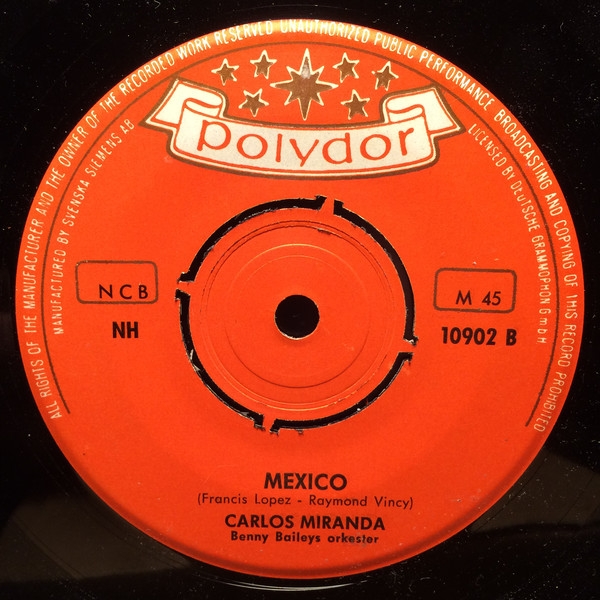 ALL RIGHTS OF THE MANUFACTURER AND THE OWNER OF THE RECORDED WORK RESERVED UNAUTHORIZED PUBLIC PERFORMANCE, BROADCASTING AND COPYING OF THIS RECORD PROHIBITED
MANUFACTURED BY SVENSKA SIEMENS AB
LICENSED BY DEUTSCHE GRAMMOPHON GmbH
polydor
NCB
M 45
NH
10902 B
MEXICO
(Francis Lopez - Raymond Vincy)
CARLOS MIRANDA
Benny Baileys orkester